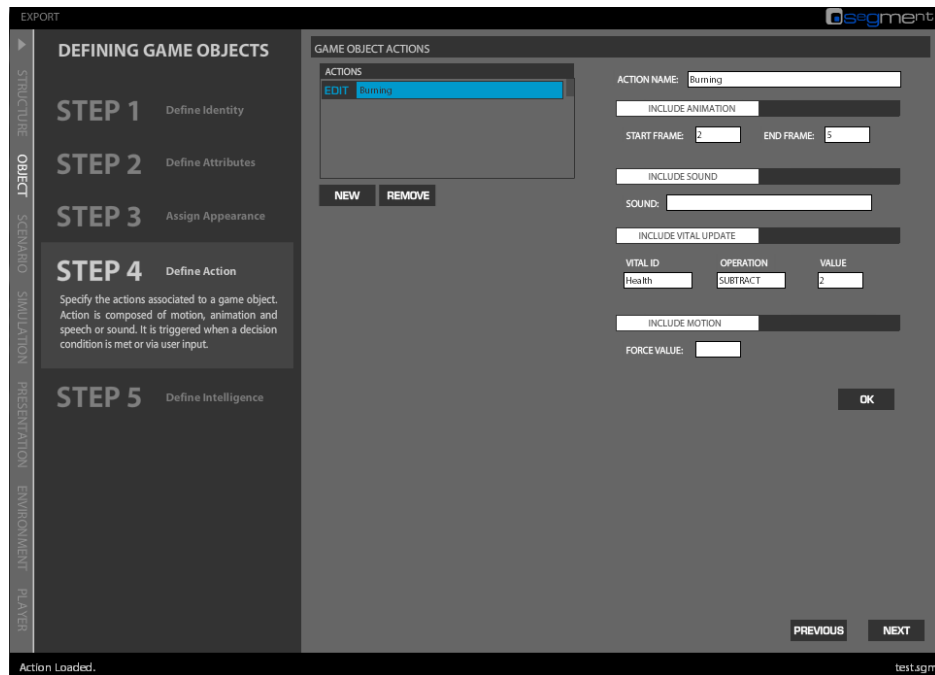 EXPORT
segment
STRUCTURE
OBJECT
SCENARIO
SIMULATION
PRESENTATION
ENVIRONMENT
PLAYER
DEFINING GAME OBJECTS
STEP 1 Define Identity
STEP 2 Define Attributes
STEP 3 Assign Appearance
STEP 4 Define Action
Specify the actions associated to a game object.
Action is composed of motion, animation and
speech or sound. It is triggered when a decision
condition is met or via user input.
STEP 5 Define Intelligence
GAME OBJECT ACTIONS
ACTIONS
EDIT Burning
NEW REMOVE
ACTION NAME: Burning
INCLUDE ANIMATION
START FRAME: 2 END FRAME: 5
INCLUDE SOUND
SOUND:
INCLUDE VITAL UPDATE
VITAL ID OPERATION VALUE
Health SUBTRACT 2
INCLUDE MOTION
FORCE VALUE:
OK
PREVIOUS NEXT
Action Loaded. test.sgm